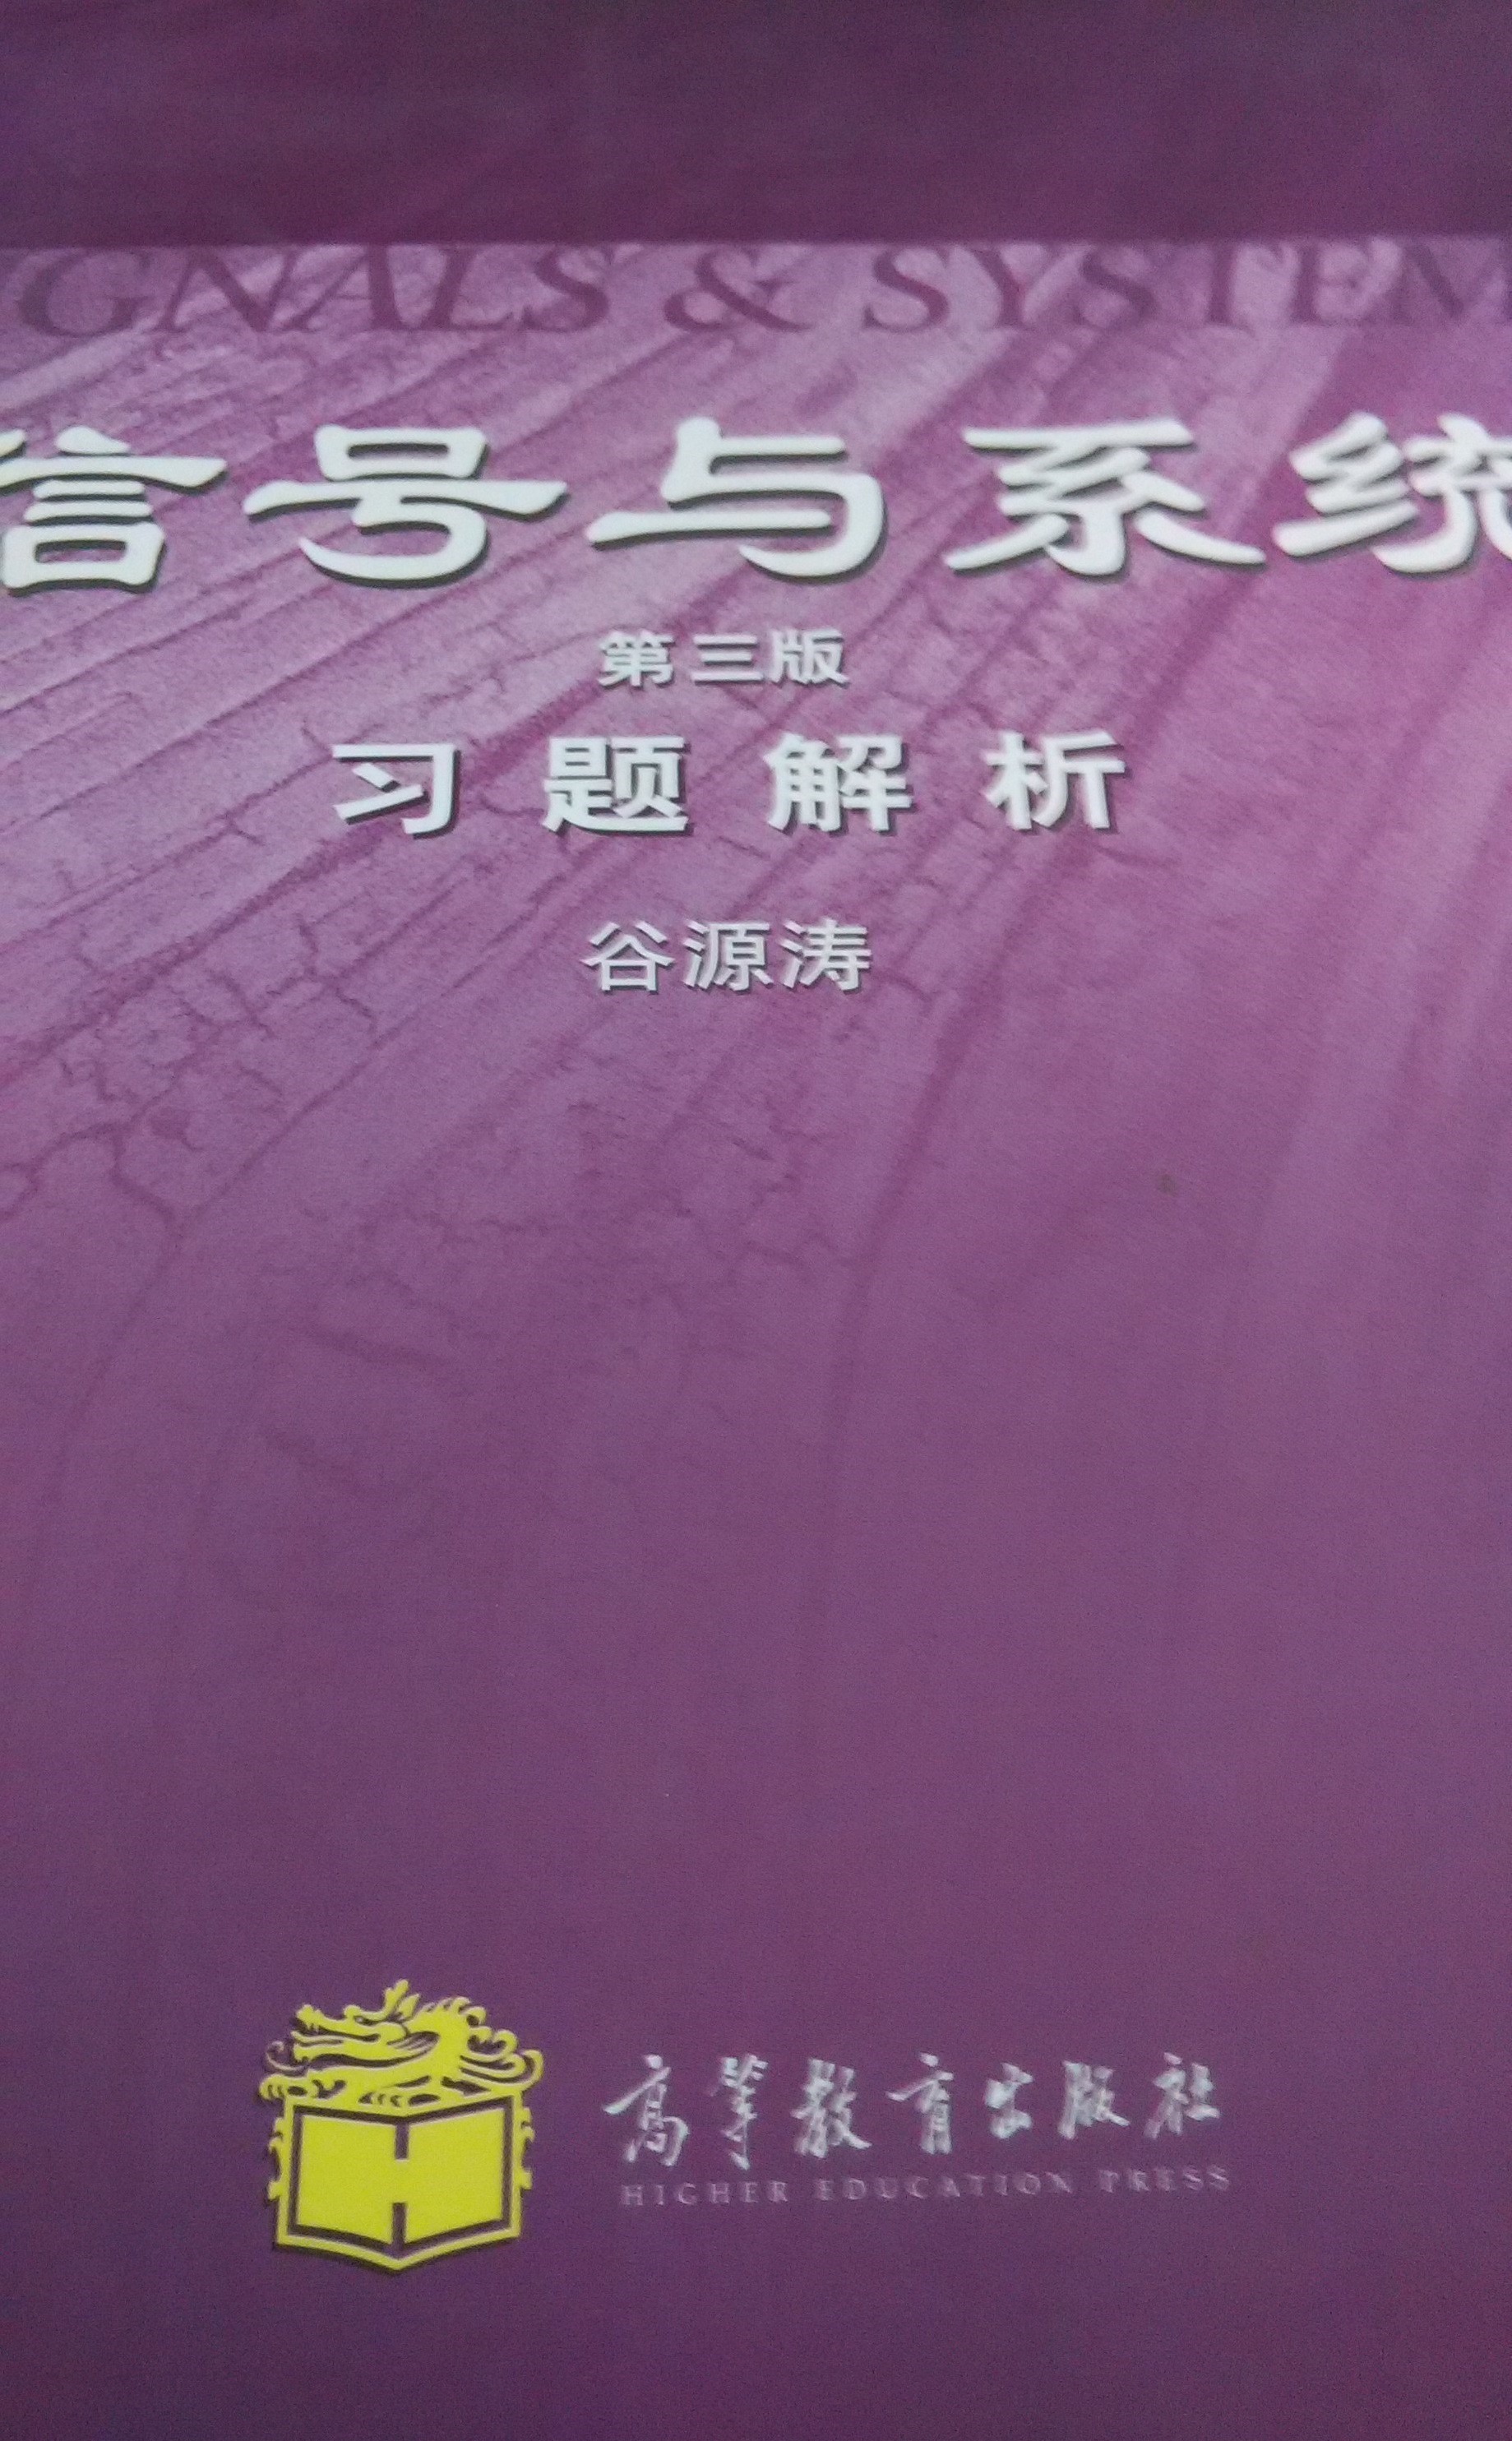 GNALS & SYSTEM
信号与系统
第三版
习题解析
谷源涛
高等教育出版社
HIGHER EDUCATION PRESS